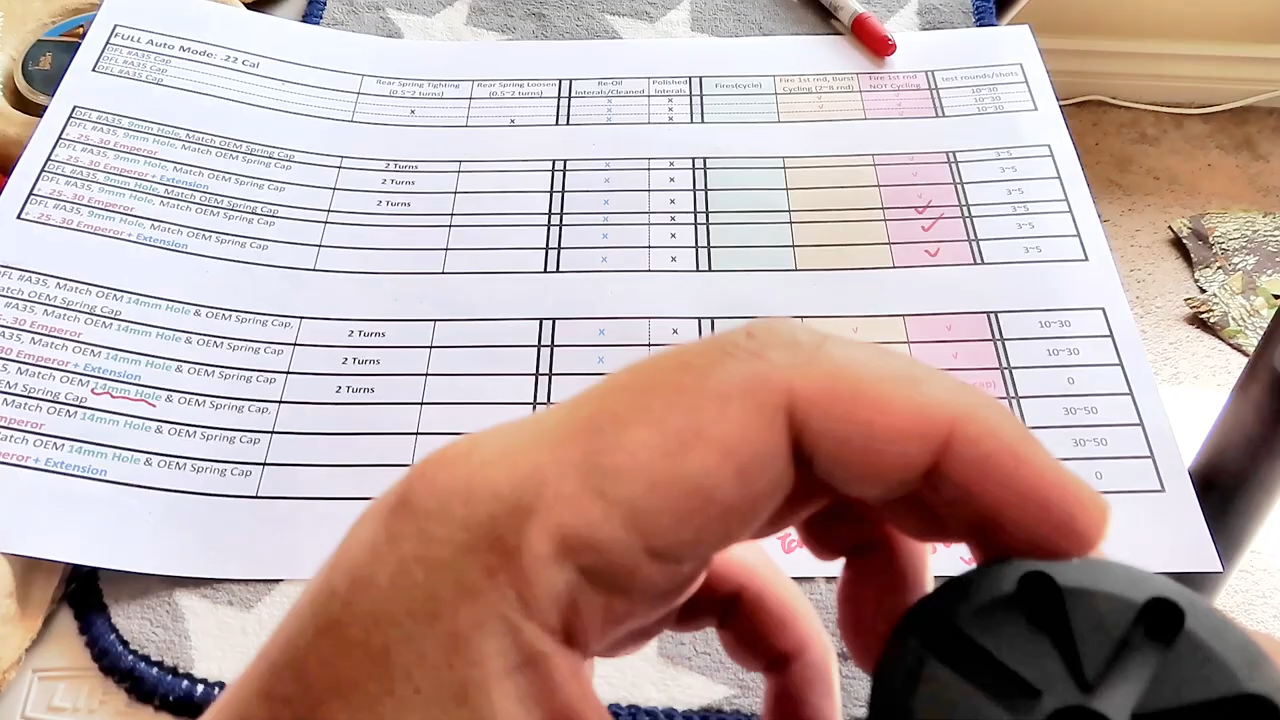 FULL Auto Mode: .22 Cal
Rear Spring Tighting (0.5~2 turns) Rear Spring Loosen (0.5~2 turns) Re-Oil Interals/Cleaned Polished Interals Fires(cycle) Fire 1st rnd, Burst Cycling (2~8 rnd) Fire 1st rnd NOT Cycling test rounds/shots
DFL #A35 Cap x x v v 10~30
DFL #A35 Cap x x x v v 10~30
DFL #A35 Cap x x x v v 10~30
DFL #A35, 9mm Hole, Match OEM Spring Cap 2 Turns x x v 3~5
DFL #A35, 9mm Hole, Match OEM Spring Cap
+ .25-.30 Emperor 2 Turns x x v 3~5
DFL #A35, 9mm Hole, Match OEM Spring Cap
+ .25-.30 Emperor + Extension 2 Turns x x v 3~5
DFL #A35, 9mm Hole, Match OEM Spring Cap x x ✓ 3~5
DFL #A35, 9mm Hole, Match OEM Spring Cap
+ .25-.30 Emperor x x ✓ 3~5
DFL #A35, 9mm Hole, Match OEM Spring Cap
+ .25-.30 Emperor + Extension x x ✓ 3~5
DFL #A35, Match OEM 14mm Hole & OEM Spring Cap, 2 Turns x x v v 10~30
Match OEM Spring Cap
#A35, Match OEM 14mm Hole & OEM Spring Cap 2 Turns x v 10~30
-.30 Emperor
#A35, Match OEM 14mm Hole & OEM Spring Cap 2 Turns cap) 0
30 Emperor + Extension
Match OEM 14mm Hole & OEM Spring Cap, 30~50
OEM Spring Cap
Match OEM 14mm Hole & OEM Spring Cap 30~50
Match OEM 14mm Hole & OEM Spring Cap 0
+ Extension